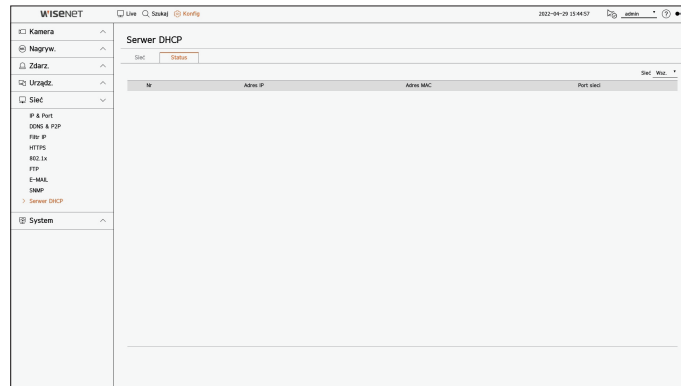 WISENET
Live Szukaj Konfig 2022-04-29 15:44:57 admin
Kamera
Nagryw.
Zdarz.
Urządz.
Sieć
IP & Port
DDNS & P2P
Filtr IP
HTTPS
802.1x
FTP
E-MAIL
SNMP
> Serwer DHCP
System
Serwer DHCP
Sieć Status
Sieć Wsz.
Nr Adres IP Adres MAC Port sieci